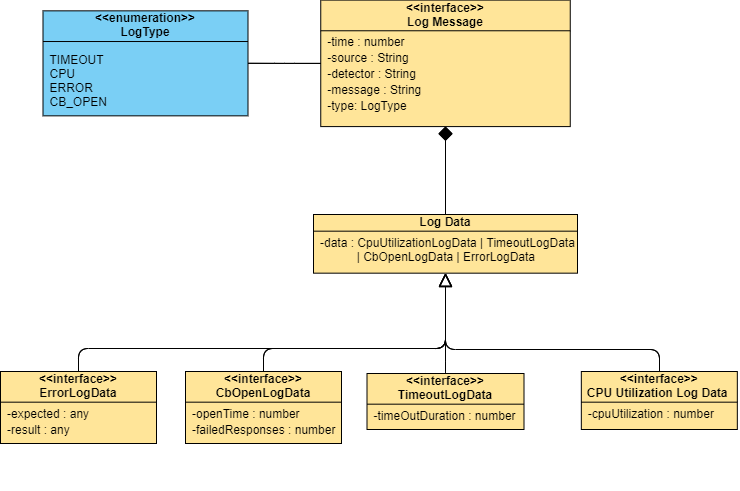 <<enumeration>>
LogType
TIMEOUT
CPU
ERROR
CB_OPEN
<<interface>>
Log Message
-time : number
-source : String
-detector : String
-message : String
-type: LogType
Log Data
-data : CpuUtilizationLogData | TimeoutLogData
| CbOpenLogData | ErrorLogData
<<interface>>
ErrorLogData
-expected : any
-result : any
<<interface>>
CbOpenLogData
-openTime : number
-failedResponses : number
<<interface>>
TimeoutLogData
-timeOutDuration : number
<<interface>>
CPU Utilization Log Data
-cpuUtilization : number